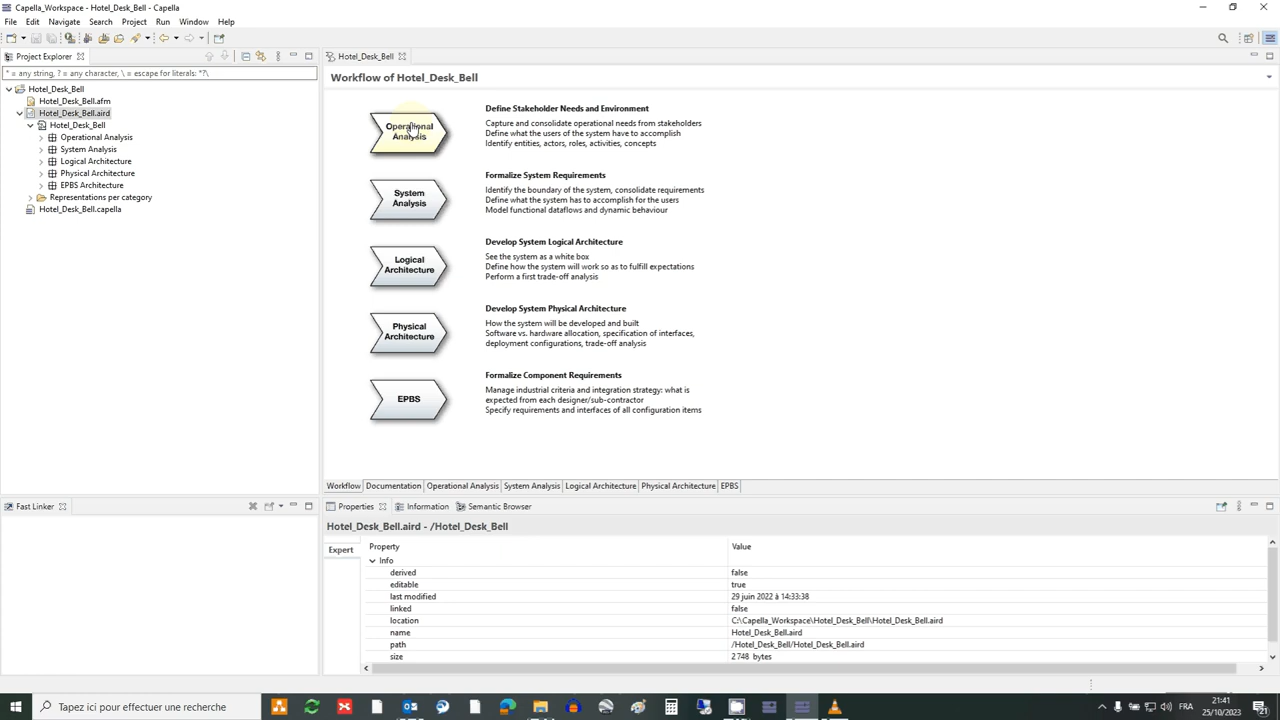 Capella_Workspace - Hotel_Desk_Bell - Capella
File Edit Navigate Search Project Run Window Help
Project Explorer
* = any string, ? = any character, \ = escape for literals: *?\
Hotel_Desk_Bell
Hotel_Desk_Bell.afm
Hotel_Desk_Bell.aird
Hotel_Desk_Bell
Operational Analysis
System Analysis
Logical Architecture
Physical Architecture
EPBS Architecture
Representations per category
Hotel_Desk_Bell.capella
Fast Linker
Hotel_Desk_Bell
Workflow of Hotel_Desk_Bell
Operational
Analysis
Define Stakeholder Needs and Environment
Capture and consolidate operational needs from stakeholders
Define what the users of the system have to accomplish
Identify entities, actors, roles, activities, concepts
System
Analysis
Formalize System Requirements
Identify the boundary of the system, consolidate requirements
Define what the system has to accomplish for the users
Model functional dataflows and dynamic behaviour
Logical
Architecture
Develop System Logical Architecture
See the system as a white box
Define how the system will work so as to fulfill expectations
Perform a first trade-off analysis
Physical
Architecture
Develop System Physical Architecture
How the system will be developed and built
Software vs. hardware allocation, specification of interfaces,
deployment configurations, trade-off analysis
EPBS
Formalize Component Requirements
Manage industrial criteria and integration strategy: what is
expected from each designer/sub-contractor
Specify requirements and interfaces of all configuration items
Workflow Documentation Operational Analysis System Analysis Logical Architecture Physical Architecture EPBS
Properties Information Semantic Browser
Hotel_Desk_Bell.aird - /Hotel_Desk_Bell
Expert
Property Value
Info
derived false
editable true
last modified 29 juin 2022 à 14:33:38
linked false
location C:\Capella_Workspace\Hotel_Desk_Bell\Hotel_Desk_Bell.aird
name Hotel_Desk_Bell.aird
path /Hotel_Desk_Bell/Hotel_Desk_Bell.aird
size 2 748 bytes
Tapez ici pour effectuer une recherche
FRA
21:41
25/10/2023